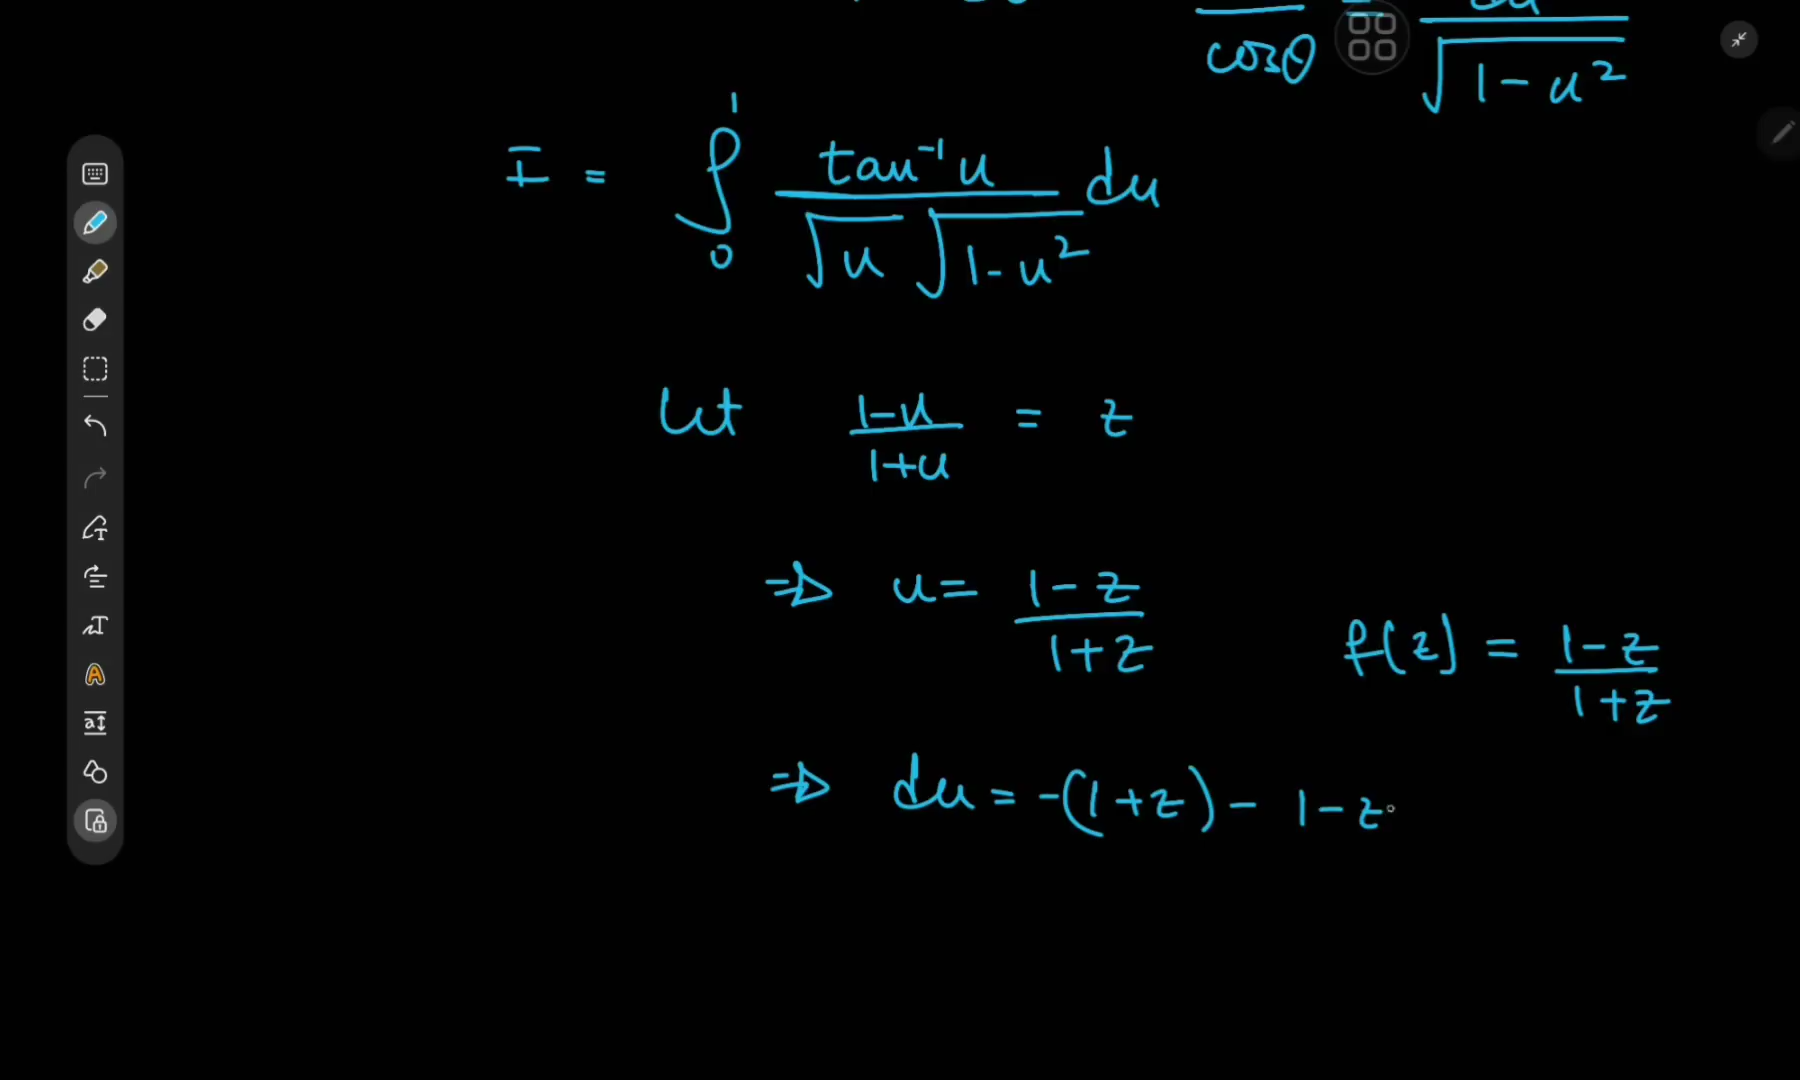 cosθ = du/√(1-u²)
I = ∫₀¹ tan⁻¹u / (√u √(1-u²)) du
let (1-u)/(1+u) = z
⇒ u = (1-z)/(1+z)
f(z) = (1-z)/(1+z)
⇒ du = -(1+z) - 1-z